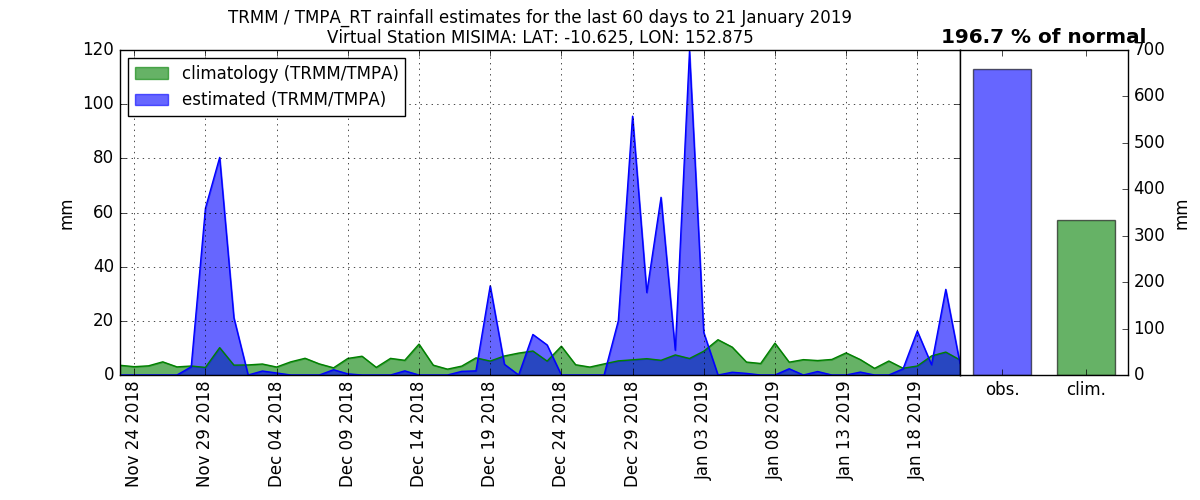 TRMM / TMPA_RT rainfall estimates for the last 60 days to 21 January 2019
Virtual Station MISIMA: LAT: -10.625, LON: 152.875
196.7 % of normal
climatology (TRMM/TMPA)
estimated (TRMM/TMPA)
120
100
80
60
40
20
0
mm
Nov 24 2018
Nov 29 2018
Dec 04 2018
Dec 09 2018
Dec 14 2018
Dec 19 2018
Dec 24 2018
Dec 29 2018
Jan 03 2019
Jan 08 2019
Jan 13 2019
Jan 18 2019
700
600
500
400
300
200
100
0
mm
obs.
clim.